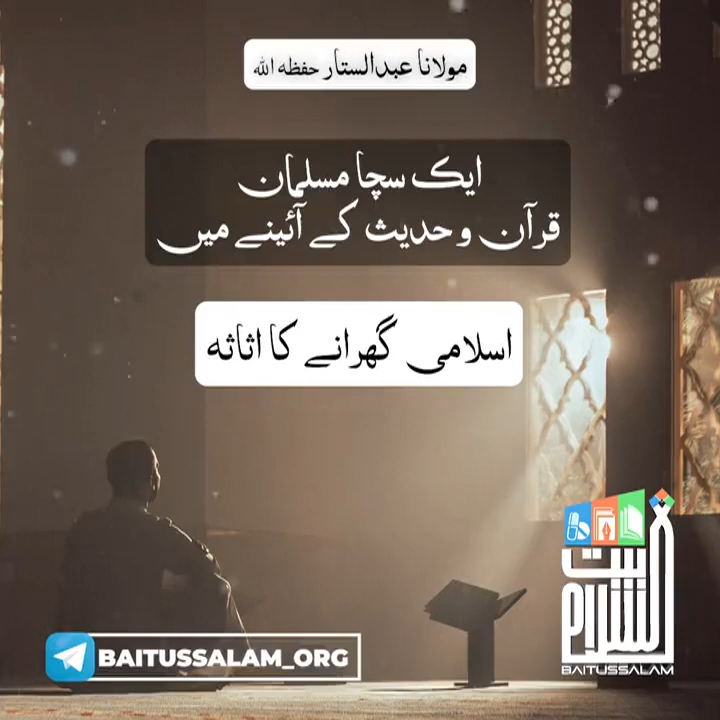 مولانا عبدالستار حفظہ اللہ
ایک سچا مسلمان
قرآن و حدیث کے آئینے میں
اسلامی گھرانے کا اثاثہ
بيت السلام
BAITUSSALAM
BAITUSSALAM_ORG